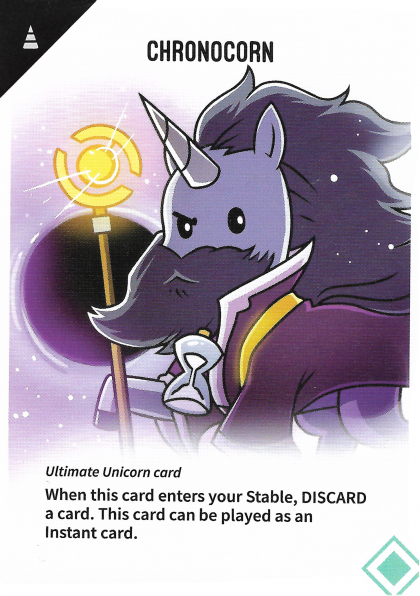 CHRONOCORN
Ultimate Unicorn card
When this card enters your Stable, DISCARD
a card. This card can be played as an
Instant card.